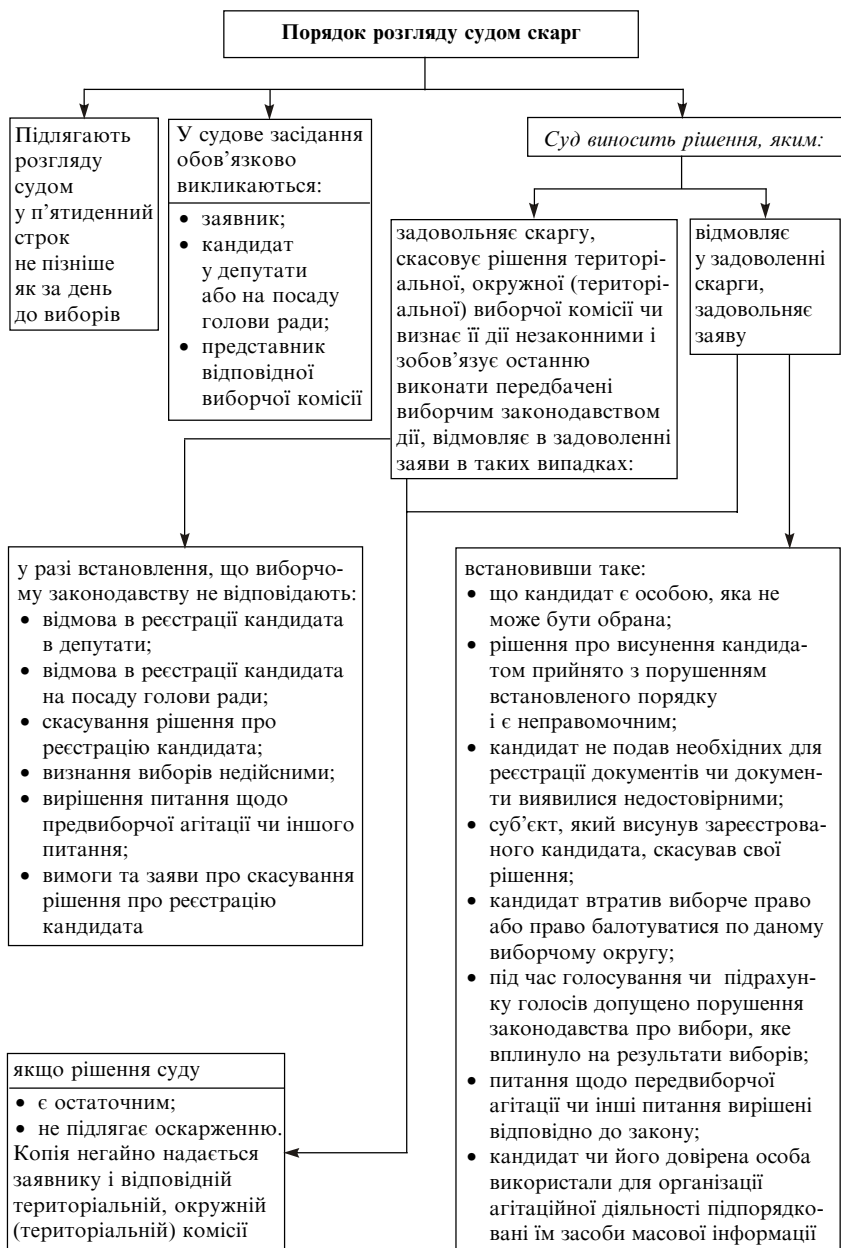 Порядок розгляду судом скарг
Підлягають
розгляду
судом
у п’ятиденний
строк
не пізніше
як за день
до виборів
У судове засідання
обов’язково
викликаються:
• заявник;
• кандидат
у депутати
або на посаду
голови ради;
• представник
відповідної
виборчої комісії
Суд виносить рішення, яким:
задовольняє скаргу,
скасовує рішення територі-
альної, окружної (територі-
альної) виборчої комісії чи
визнає її дії незаконними і
зобов’язує останню
виконати передбачені
виборчим законодавством
дії, відмовляє в задоволенні
заяви в таких випадках:
відмовляє
у задоволенні
скарги,
задовольняє
заяву
у разі встановлення, що виборчо-
му законодавству не відповідають:
• відмова в реєстрації кандидата
в депутати;
• відмова в реєстрації кандидата
на посаду голови ради;
• скасування рішення про
реєстрацію кандидата;
• визнання виборів недійсними;
• вирішення питання щодо
предвиборчої агітації чи іншого
питання;
• вимоги та заяви про скасування
рішення про реєстрацію
кандидата
встановивши таке:
• що кандидат є особою, яка не
може бути обрана;
• рішення про висунення кандида-
том прийнято з порушенням
встановленого порядку
і є неправомочним;
• кандидат не подав необхідних для
реєстрації документів чи докумен-
ти виявилися недостовірними;
• суб’єкт, який висунув зареєстрова-
ного кандидата, скасував свої
рішення;
• кандидат втратив виборче право
або право балотуватися по даному
виборчому округу;
• під час голосування чи підрахун-
ку голосів допущено порушення
законодавства про вибори, яке
вплинуло на результати виборів;
• питання щодо передвиборчої
агітації чи інші питання вирішені
відповідно до закону;
• кандидат чи його довірена особа
використали для організації
агітаційної діяльності підпорядко-
вані їм засоби масової інформації
якщо рішення суду
• є остаточним;
• не підлягає оскарженню.
Копія негайно надається
заявнику і відповідній
територіальній, окружній
(територіальній) комісії